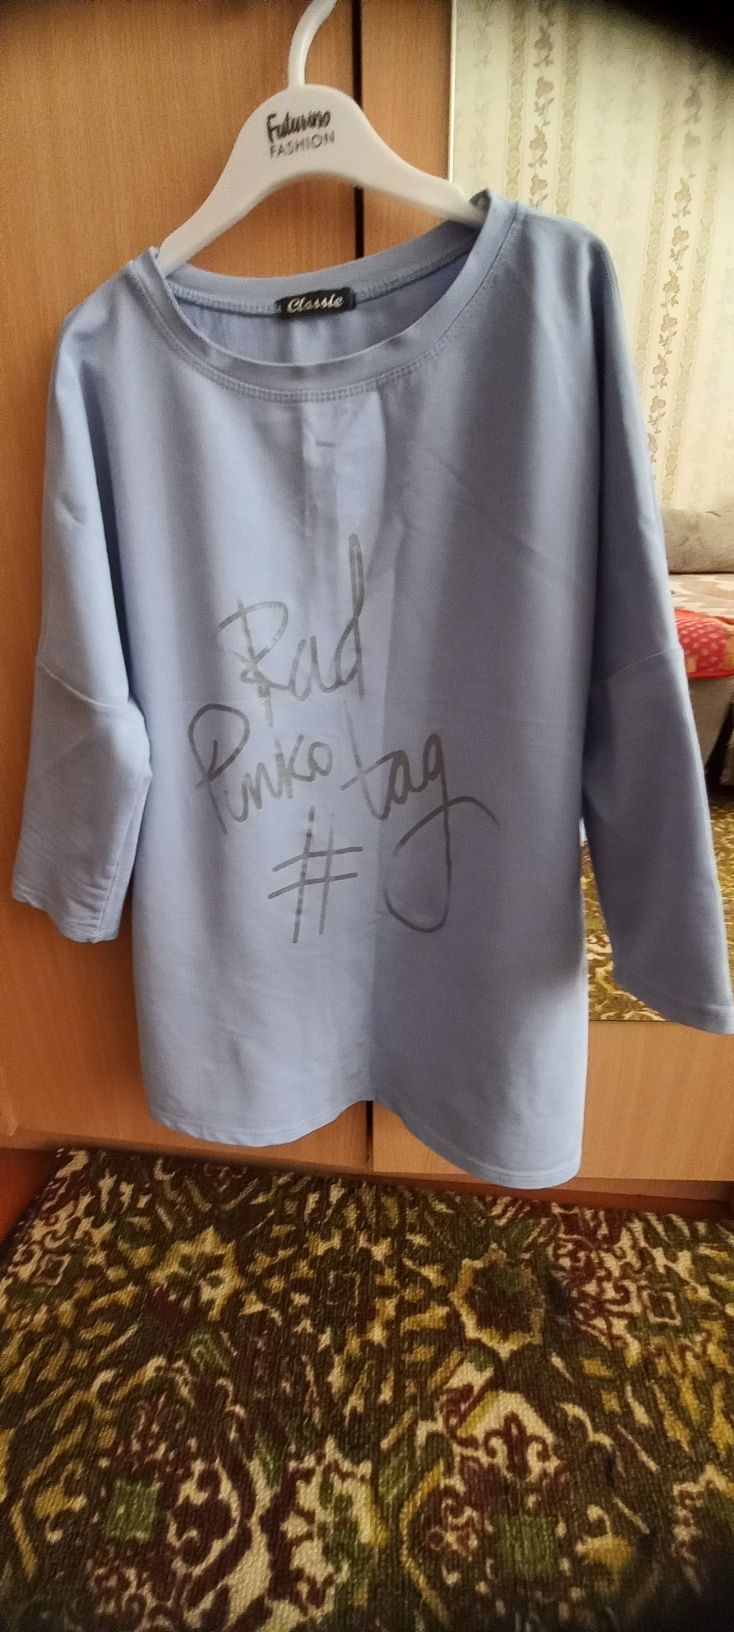 Futurino
FASHION
Classic
Rad
Pinko tag
#